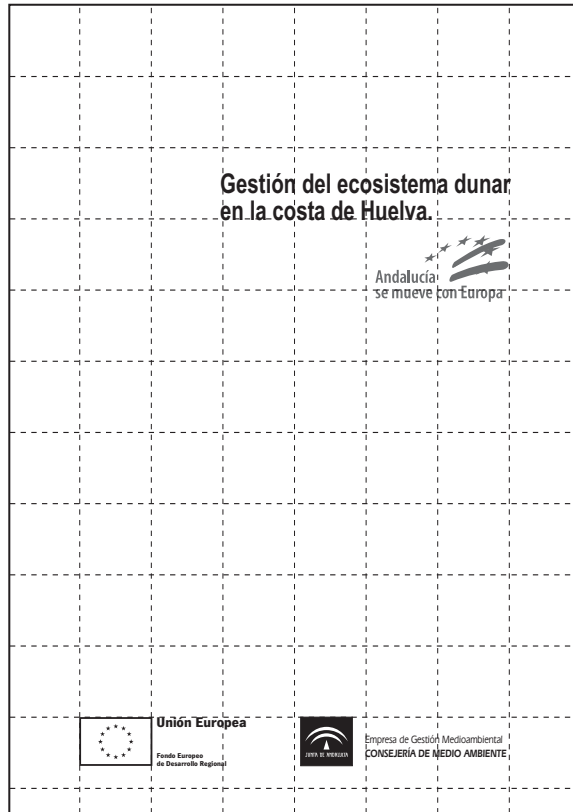 Gestión del ecosistema dunar
en la costa de Huelva.
Andalucía
se mueve con Europa
Unión Europea
Fondo Europeo
de Desarrollo Regional
JUNTA DE ANDALUCIA
Empresa de Gestión Medioambiental
CONSEJERÍA DE MEDIO AMBIENTE